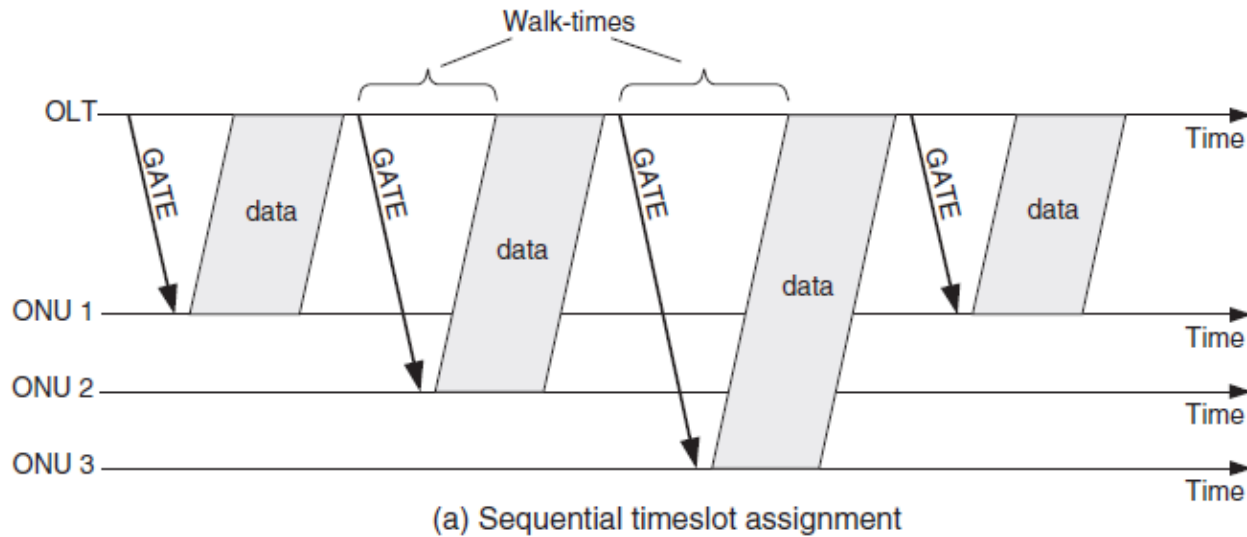 Walk-times
OLT
Time
GATE
data
GATE
data
GATE
data
GATE
data
ONU 1
Time
ONU 2
Time
ONU 3
Time
(a) Sequential timeslot assignment